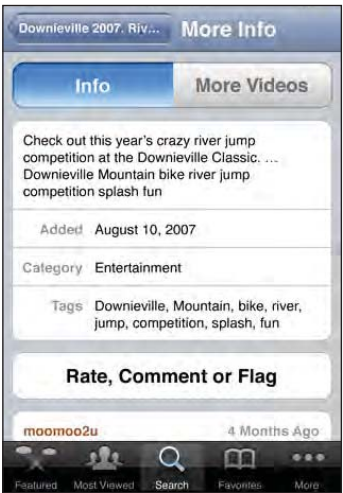 Downieville 2007. Riv...
More Info
Info
More Videos
Check out this year's crazy river jump
competition at the Downieville Classic. ...
Downieville Mountain bike river jump
competition splash fun
Added August 10, 2007
Category Entertainment
Tags Downieville, Mountain, bike, river,
jump, competition, splash, fun
Rate, Comment or Flag
moomoo2u 4 Months Ago
Featured Most Viewed Search Favorites More